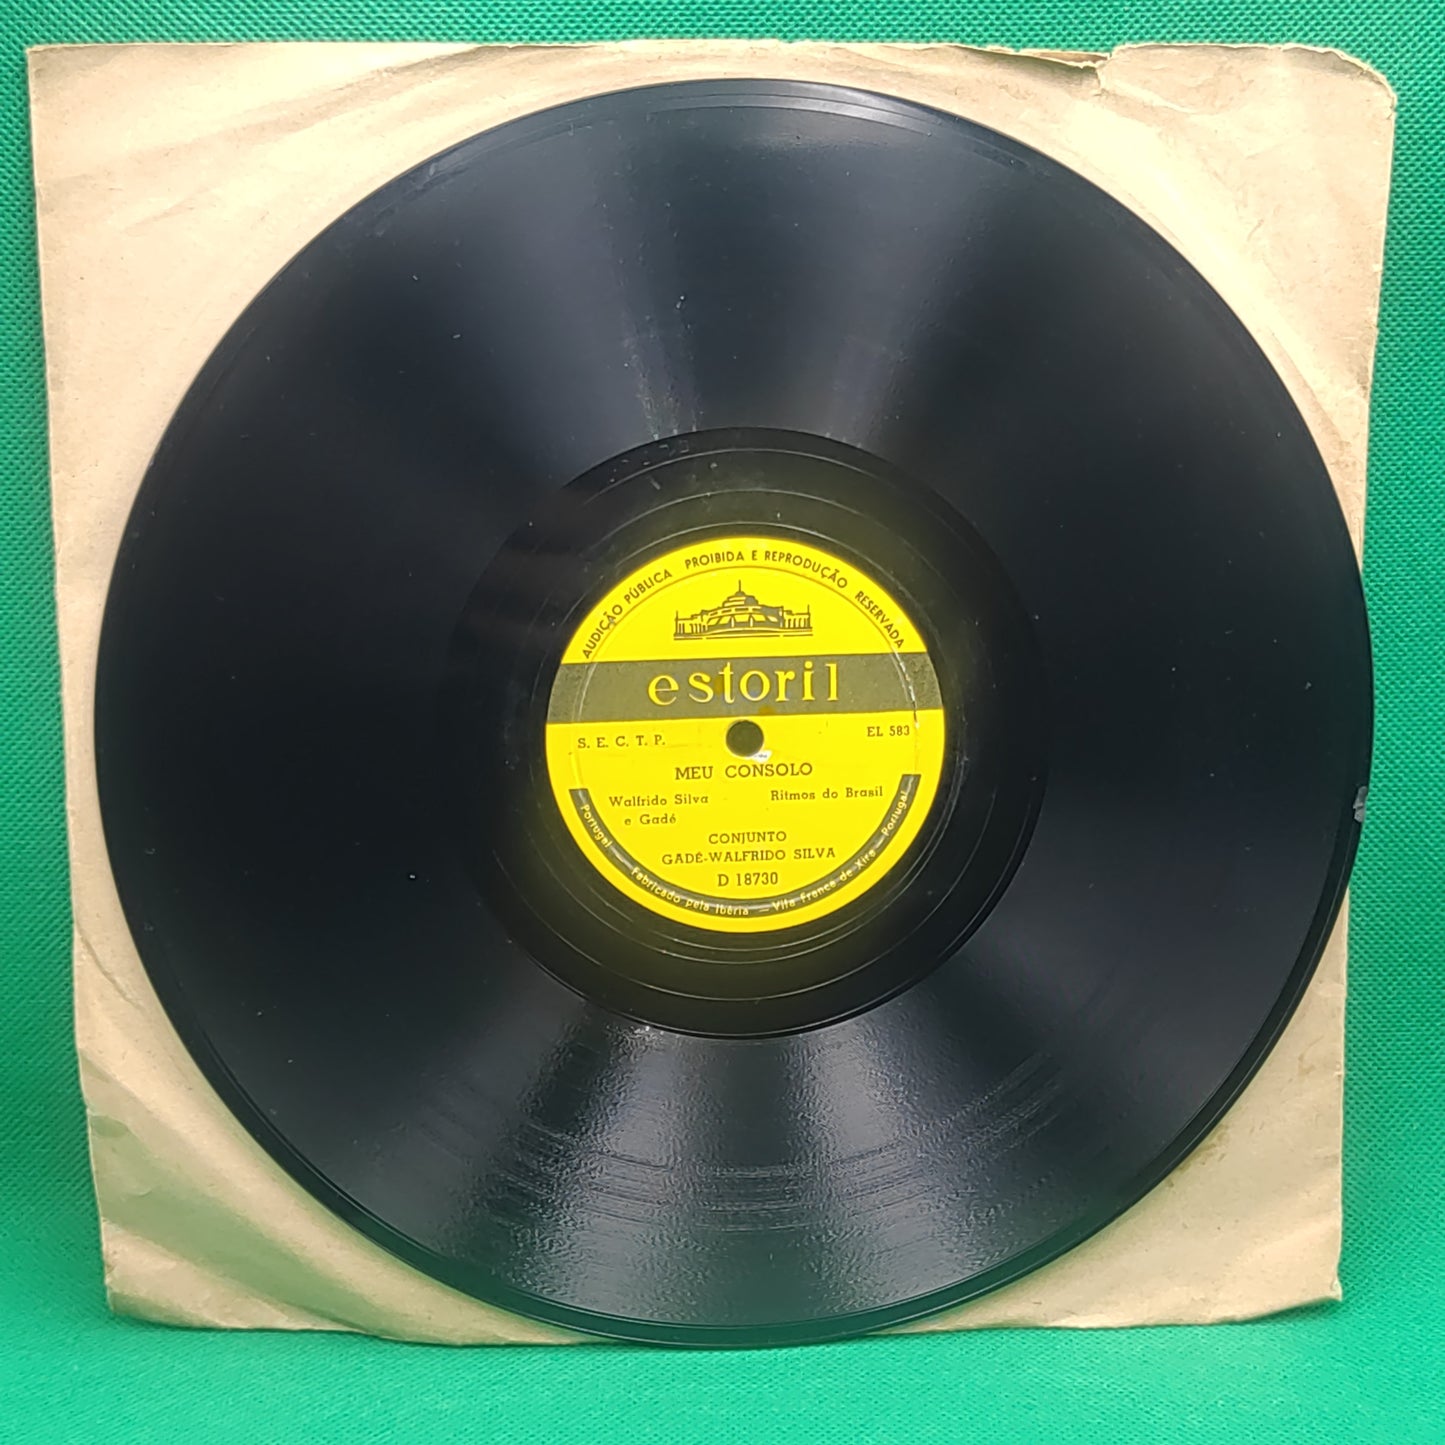 AUDIÇÃO PÚBLICA PROIBIDA E REPRODUÇÃO RESERVADA
estoril
S. E. C. T. P. EL 583
MEU CONSOLO
Walfrido Silva Ritmos do Brasil
e Gadé
CONJUNTO
GADÉ-WALFRIDO SILVA
D 18730
Portugal — Fabricado pela Ibéria — Vila Franca de Xira — Portugal